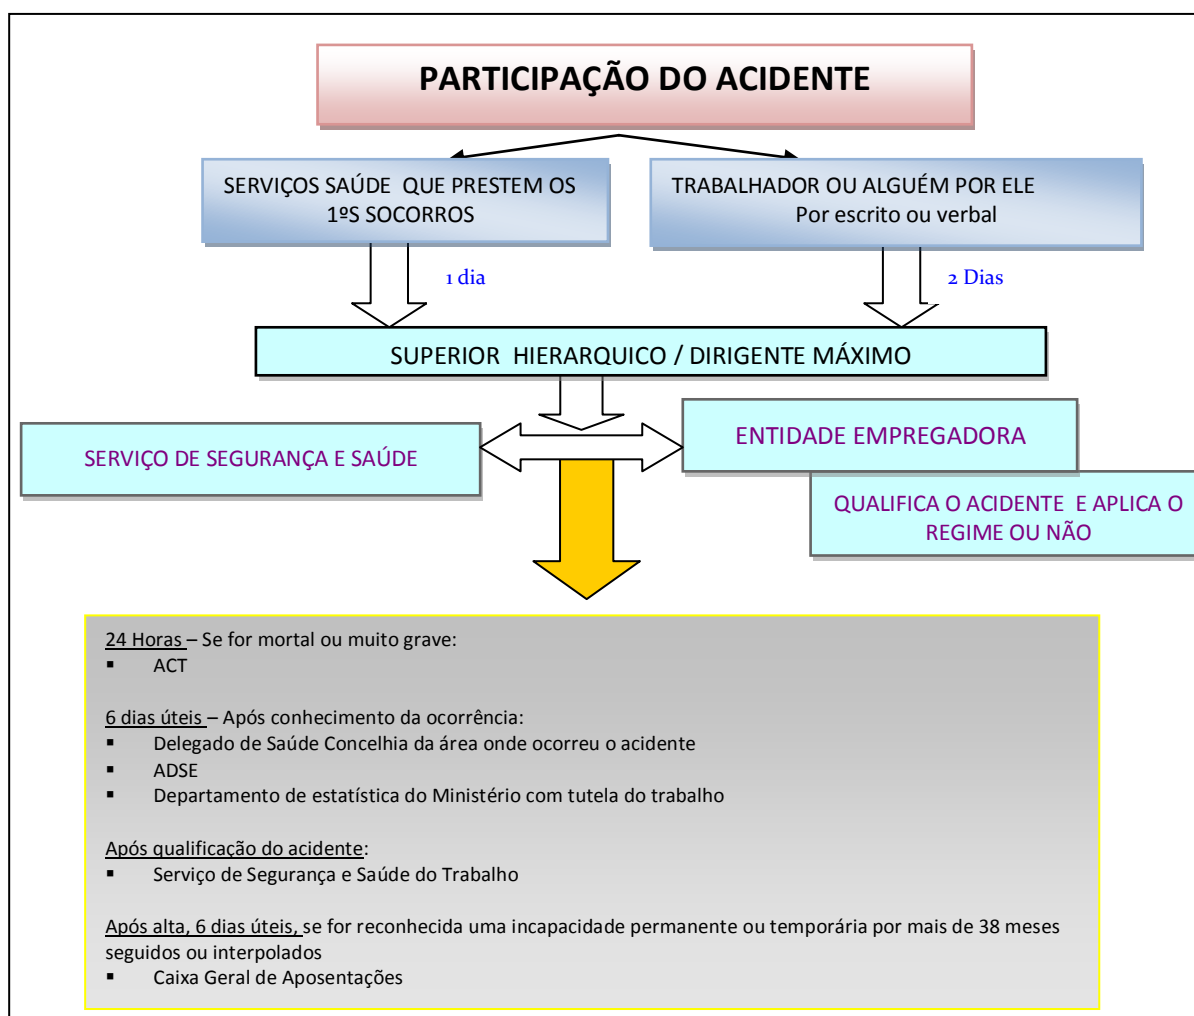 PARTICIPAÇÃO DO ACIDENTE
SERVIÇOS SAÚDE QUE PRESTEM OS
1ºS SOCORROS
TRABALHADOR OU ALGUÉM POR ELE
Por escrito ou verbal
1 dia
2 Dias
SUPERIOR HIERARQUICO / DIRIGENTE MÁXIMO
SERVIÇO DE SEGURANÇA E SAÚDE
ENTIDADE EMPREGADORA
QUALIFICA O ACIDENTE E APLICA O
REGIME OU NÃO
24 Horas – Se for mortal ou muito grave:
▪ ACT
6 dias úteis – Após conhecimento da ocorrência:
▪ Delegado de Saúde Concelhia da área onde ocorreu o acidente
▪ ADSE
▪ Departamento de estatística do Ministério com tutela do trabalho
Após qualificação do acidente:
▪ Serviço de Segurança e Saúde do Trabalho
Após alta, 6 dias úteis, se for reconhecida uma incapacidade permanente ou temporária por mais de 38 meses
seguidos ou interpolados
▪ Caixa Geral de Aposentações